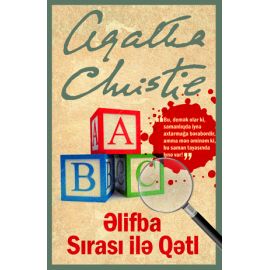 Agatha
Christie
"Bu, demək olar ki,
samanlıqda iynə
axtarmağa bərabərdir,
amma mən əminəm ki,
bu saman tayasında
iynə var!"
A
B C
Əlifba
Sırası ilə Qətl